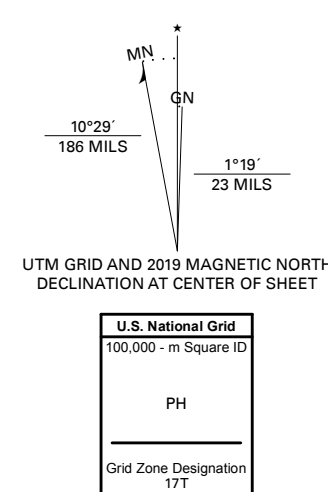 ★
MN
GN
10°29´
186 MILS
1°19´
23 MILS
UTM GRID AND 2019 MAGNETIC NORTH
DECLINATION AT CENTER OF SHEET
U.S. National Grid
100,000 - m Square ID
PH
Grid Zone Designation
17T